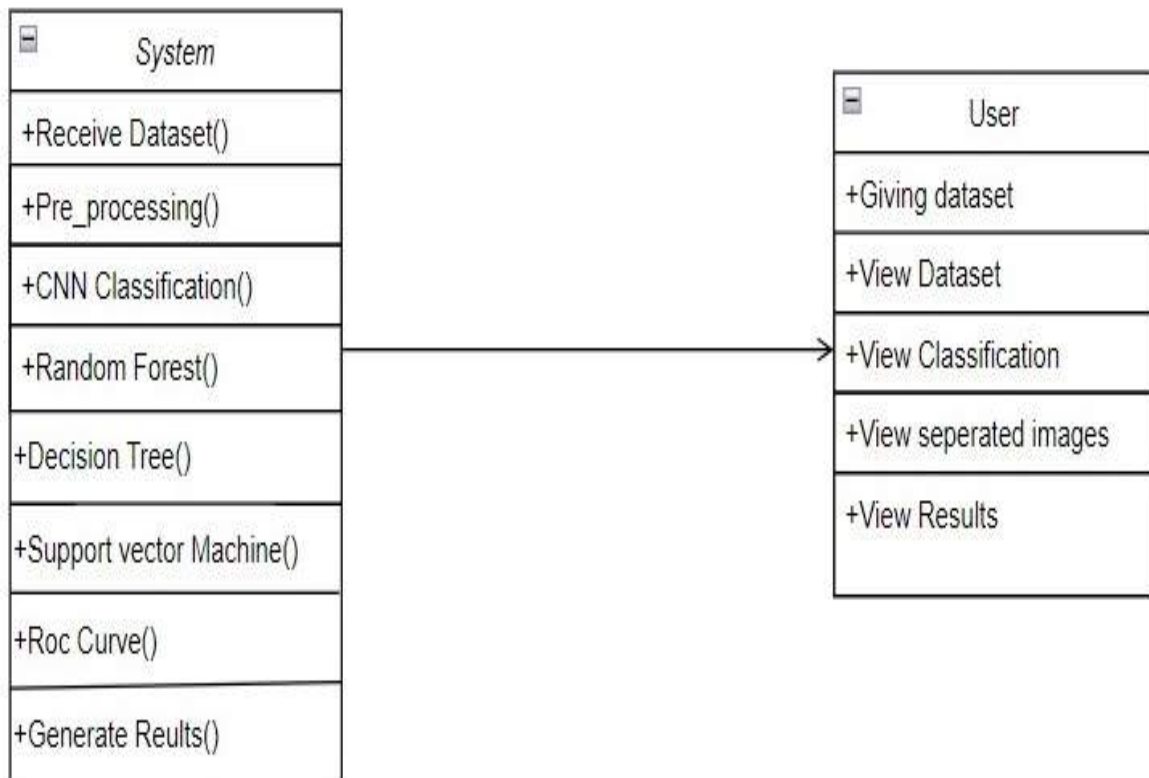 System
+Receive Dataset()
+Pre_processing()
+CNN Classification()
+Random Forest()
+Decision Tree()
+Support vector Machine()
+Roc Curve()
+Generate Reults()
User
+Giving dataset
+View Dataset
+View Classification
+View seperated images
+View Results